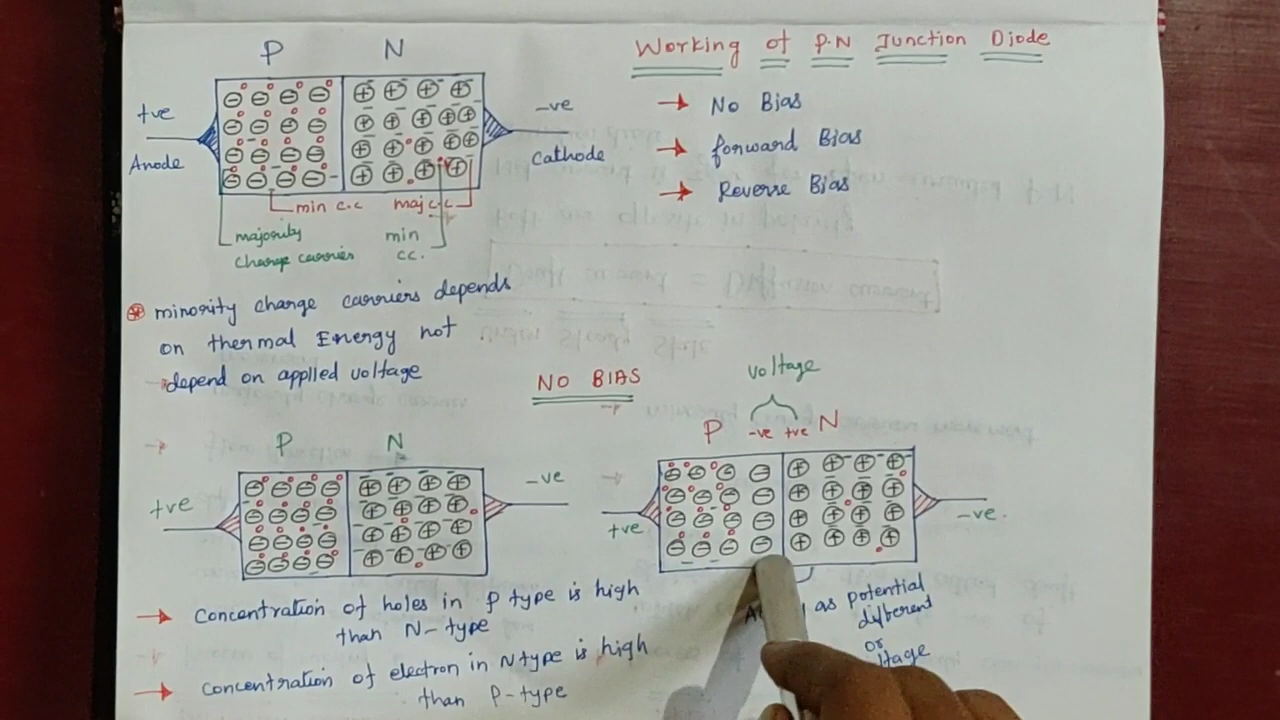 P N
+ve
Anode
-ve
Cathode
min c.c maj c.c
majority
charge carries
min
cc.
Working of P.N Junction Diode
→ No Bias
→ forward Bias
→ Reverse Bias
minority charge carriers depends
on thermal Energy not
depend on applied voltage
NO BIAS
P N
+ve
-ve
voltage
P -ve +ve N
+ve
-ve.
→ Concentration of holes in p type is high
than N-type
→ concentration of electron in N type is high
than P-type
as potential
different
or